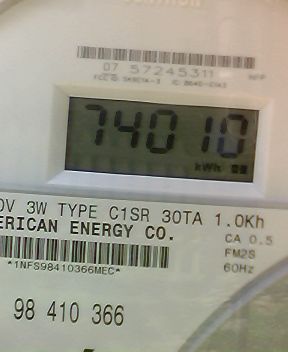 07 57245311
74010
kWh
0V 3W TYPE C1SR 30TA 1.0Kh
ERICAN ENERGY CO.
CA 0.5
FM2S
60Hz
*1NFS98410366MEC*
98 410 366